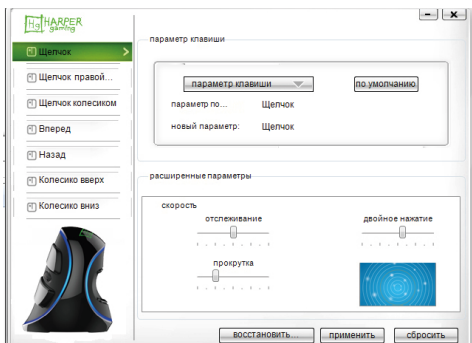 Hg HARPER
gaming
Щелчок
Щелчок правой...
Щелчок колесиком
Вперед
Назад
Колесико вверх
Колесико вниз
параметр клавиши
параметр клавиши
по умолчанию
параметр по... Щелчок
новый параметр: Щелчок
расширенные параметры
скорость
отслеживание
двойное нажатие
прокрутка
восстановить...
применить
сбросить